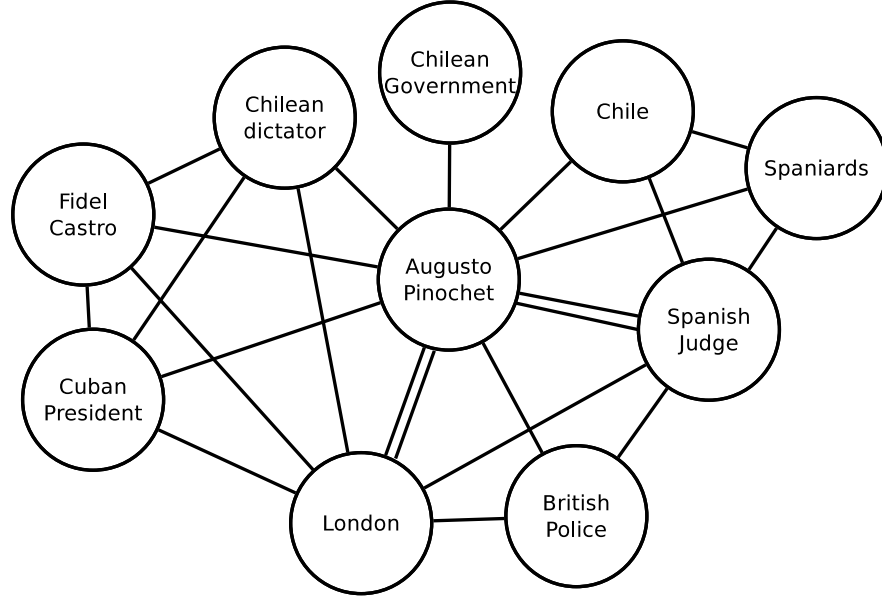 Chilean
Government
Chilean
dictator
Chile
Spaniards
Fidel
Castro
Augusto
Pinochet
Spanish
Judge
Cuban
President
London
British
Police